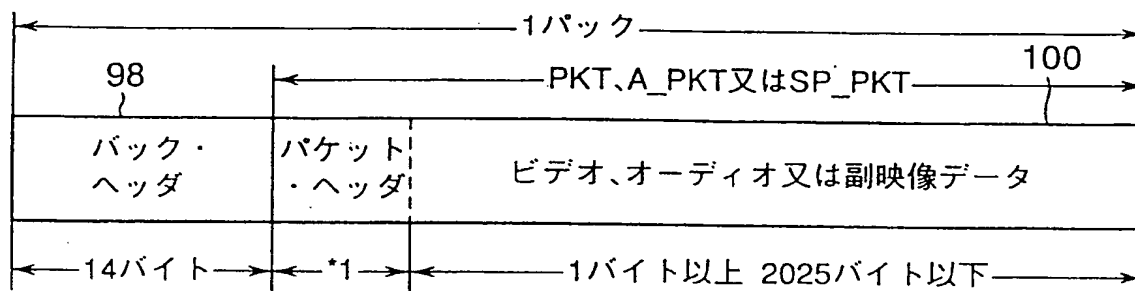 1パック
98
PKT、A_PKT又はSP_PKT
100
バック・
ヘッダ
パケット
・ヘッダ
ビデオ、オーディオ又は副映像データ
14バイト
*1
1バイト以上 2025バイト以下